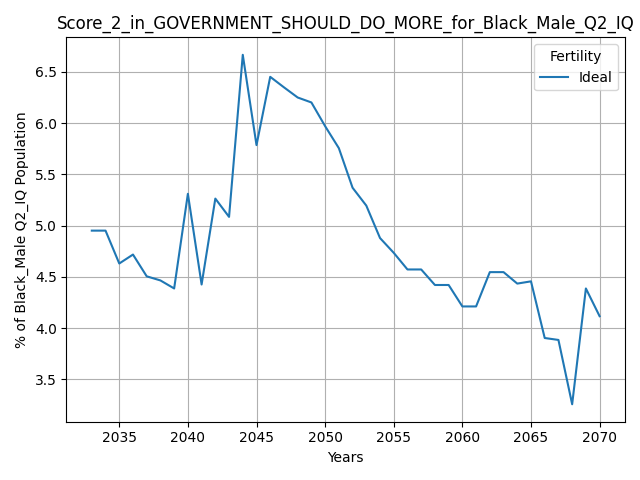 Score_2_in_GOVERNMENT_SHOULD_DO_MORE_for_Black_Male_Q2_IQ
Fertility
Ideal
% of Black_Male Q2_IQ Population
6.5
6.0
5.5
5.0
4.5
4.0
3.5
2035 2040 2045 2050 2055 2060 2065 2070
Years